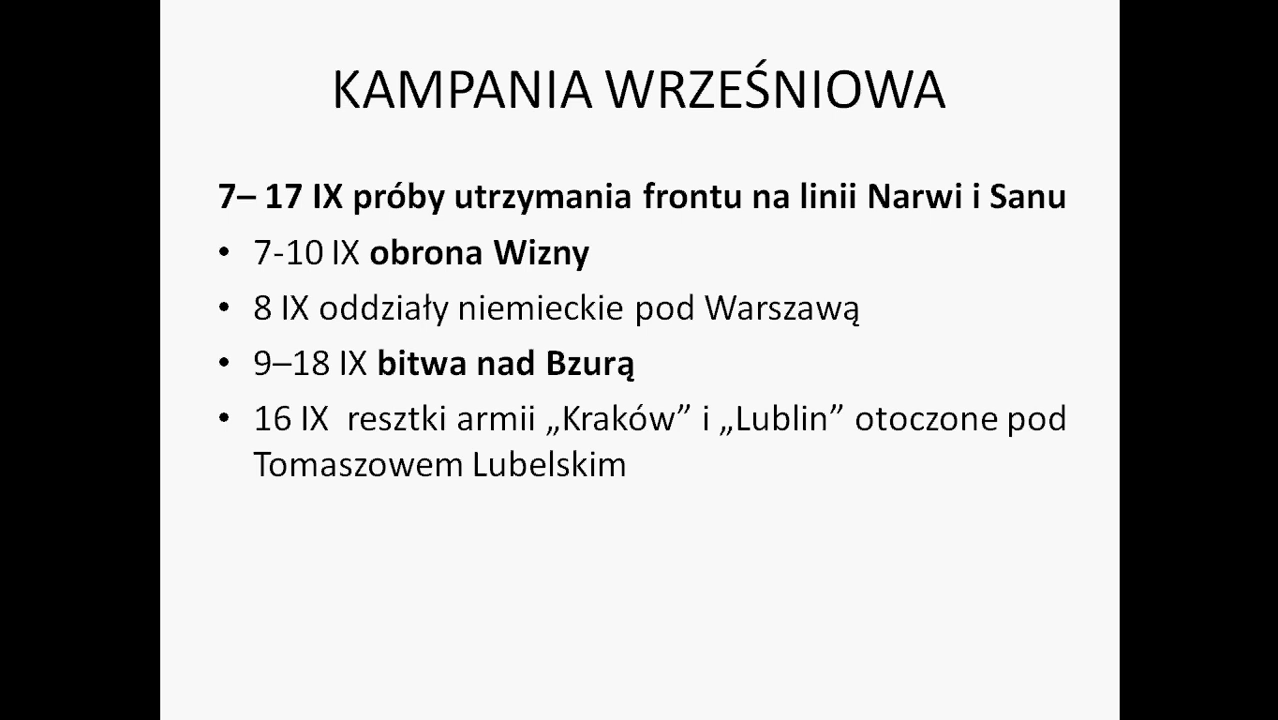 KAMPANIA WRZEŚNIOWA
7– 17 IX próby utrzymania frontu na linii Narwi i Sanu
• 7-10 IX obrona Wizny
• 8 IX oddziały niemieckie pod Warszawą
• 9–18 IX bitwa nad Bzurą
• 16 IX  resztki armii „Kraków” i „Lublin” otoczone pod
Tomaszowem Lubelskim